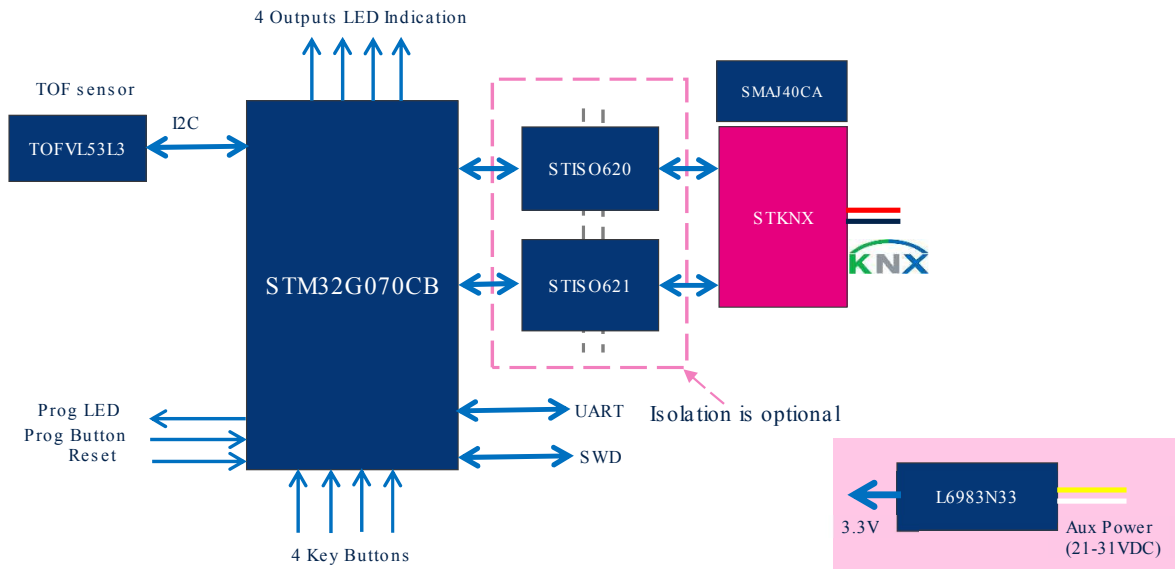 4 Outputs LED Indication
TOF sensor
TOFVL53L3
I2C
STM32G070CB
STISO620
STISO621
SMAJ40CA
STKNX
KNX
Isolation is optional
Prog LED
Prog Button
Reset
UART
SWD
4 Key Buttons
L6983N33
3.3V
Aux Power
(21-31VDC)